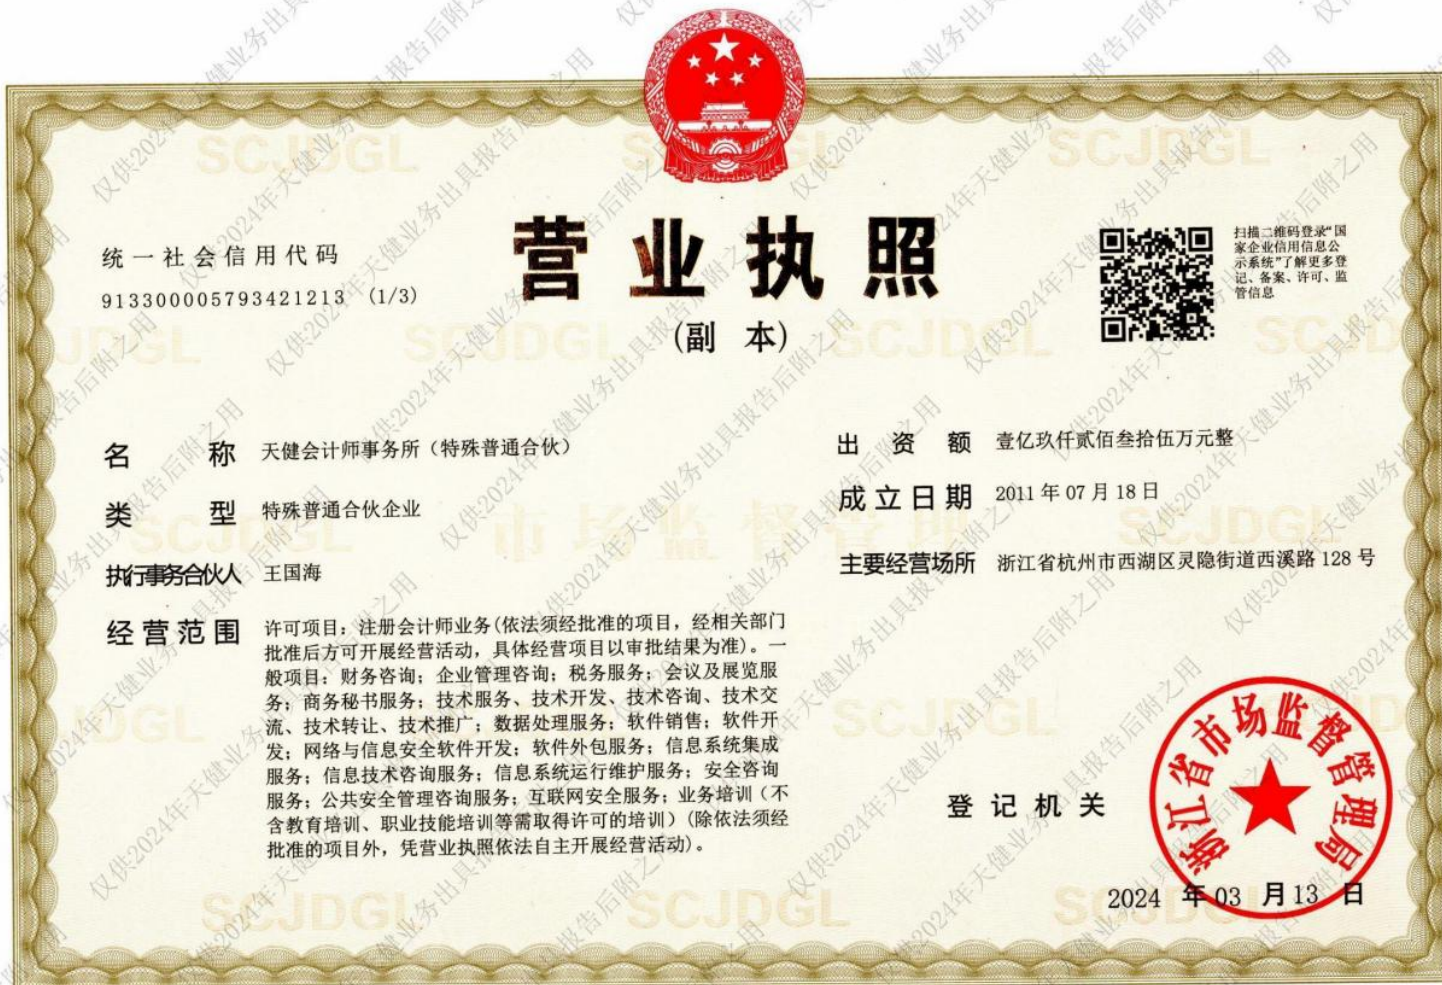 统一社会信用代码
913300005793421213 (1/3)
营业执照
(副 本)
扫描二维码登录“国
家企业信用信息公
示系统”了解更多登
记、备案、许可、监
管信息
名 称 天健会计师事务所（特殊普通合伙）
类 型 特殊普通合伙企业
执行事务合伙人 王国海
经营范围 许可项目：注册会计师业务(依法须经批准的项目，经相关部门
批准后方可开展经营活动，具体经营项目以审批结果为准)。一
般项目：财务咨询；企业管理咨询；税务服务；会议及展览服
务；商务秘书服务；技术服务、技术开发、技术咨询、技术交
流、技术转让、技术推广；数据处理服务；软件销售；软件开
发；网络与信息安全软件开发；软件外包服务；信息系统集成
服务；信息技术咨询服务；信息系统运行维护服务；安全咨询
服务；公共安全管理咨询服务；互联网安全服务；业务培训（不
含教育培训、职业技能培训等需取得许可的培训）(除依法须经
批准的项目外，凭营业执照依法自主开展经营活动)。
出 资 额 壹亿玖仟贰佰叁拾伍万元整
成立日期 2011年07月18日
主要经营场所 浙江省杭州市西湖区灵隐街道西溪路128号
登记机关
浙江省市场监督管理局
2024 年 03 月 13 日
市场监督管理
SCJDGL
仅供2024年天健业务出具报告后附之用